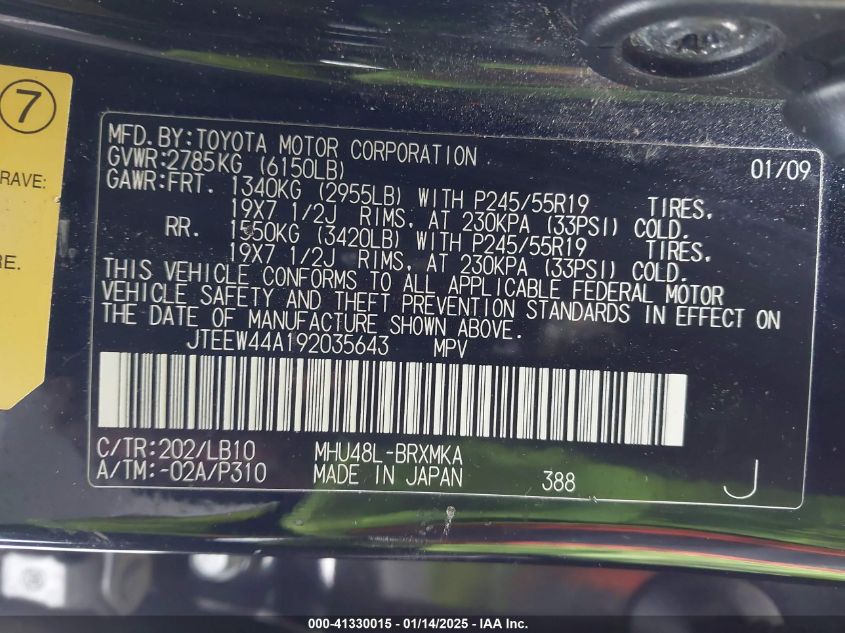 7
RAVE:
RE.
MFD. BY: TOYOTA MOTOR CORPORATION 01/09
GVWR: 2785KG (6150LB)
GAWR: FRT. 1340KG (2955LB) WITH P245/55R19 TIRES,
19X7 1/2J RIMS, AT 230KPA (33PSI) COLD.
RR. 1550KG (3420LB) WITH P245/55R19 TIRES,
19X7 1/2J RIMS, AT 230KPA (33PSI) COLD.
THIS VEHICLE CONFORMS TO ALL APPLICABLE FEDERAL MOTOR
VEHICLE SAFETY AND THEFT PREVENTION STANDARDS IN EFFECT ON
THE DATE OF MANUFACTURE SHOWN ABOVE.
JTEEW44A192035643 MPV
C/TR: 202/LB10 MHU48L-BRXMKA
A/TM: -02A/P310 MADE IN JAPAN 388 J
000-41330015 - 01/14/2025 - IAA Inc.